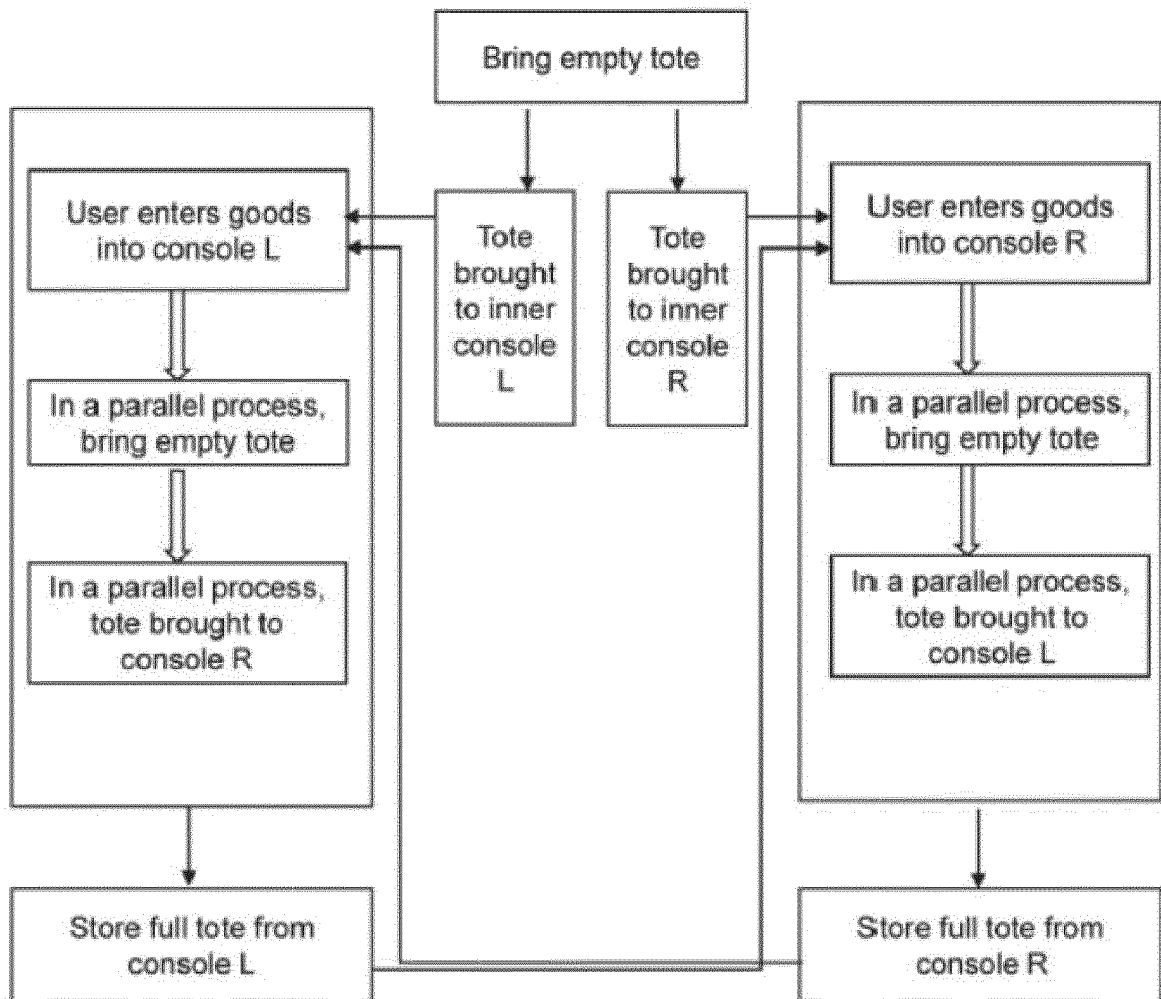 Bring empty tote
User enters goods
into console L
In a parallel process,
bring empty tote
In a parallel process,
tote brought to
console R
Store full tote from
console L
Tote
brought
to inner
console
L
Tote
brought
to inner
console
R
User enters goods
into console R
In a parallel process,
bring empty tote
In a parallel process,
tote brought to
console L
Store full tote from
console R